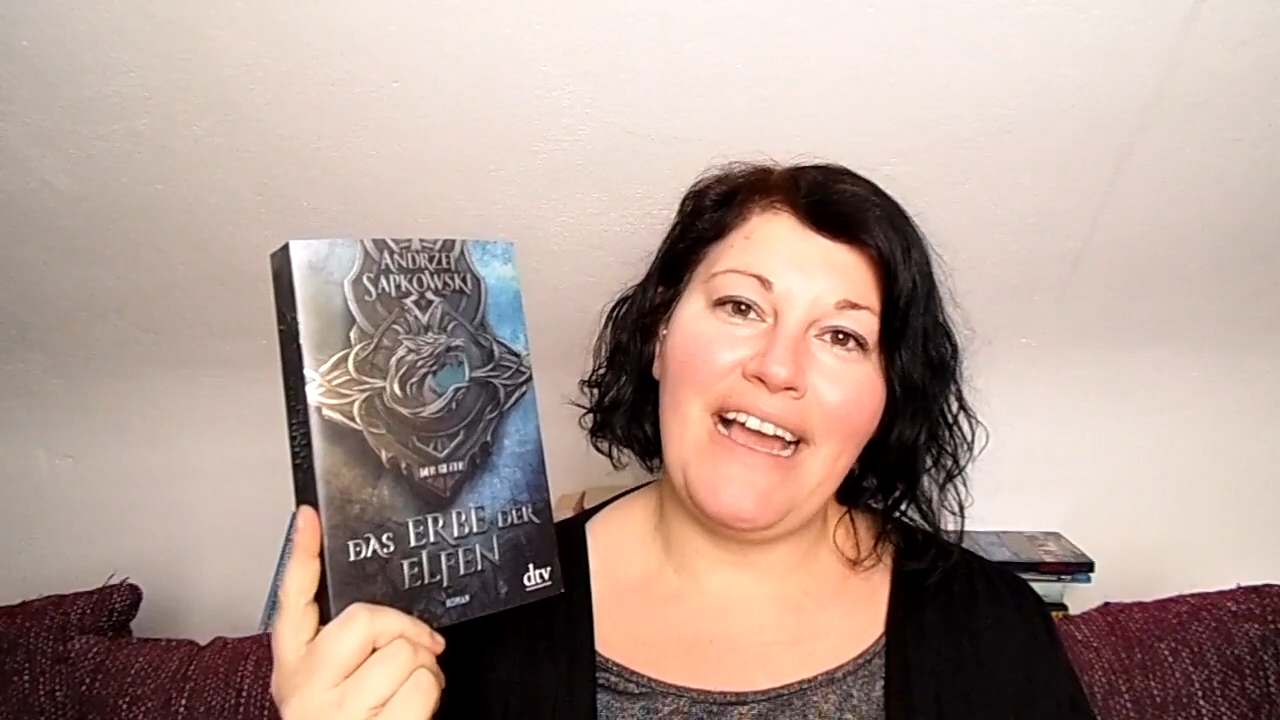 ANDRZEJ
SAPKOWSKI
DAS ERBE DER
ELFEN
ROMAN
dtv